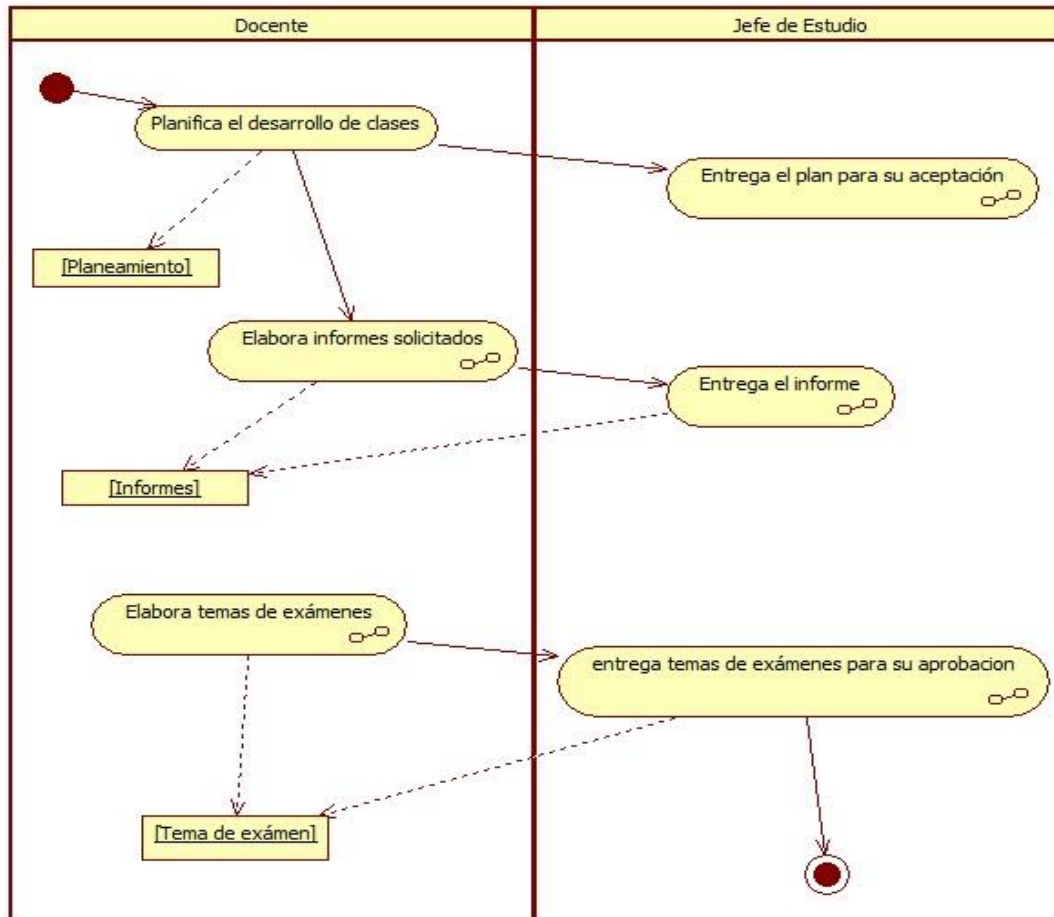 Docente
Jefe de Estudio
Planifica el desarrollo de clases
Entrega el plan para su aceptación
[Planeamiento]
Elabora informes solicitados
Entrega el informe
[Informes]
Elabora temas de exámenes
entrega temas de exámenes para su aprobacion
[Tema de exámen]